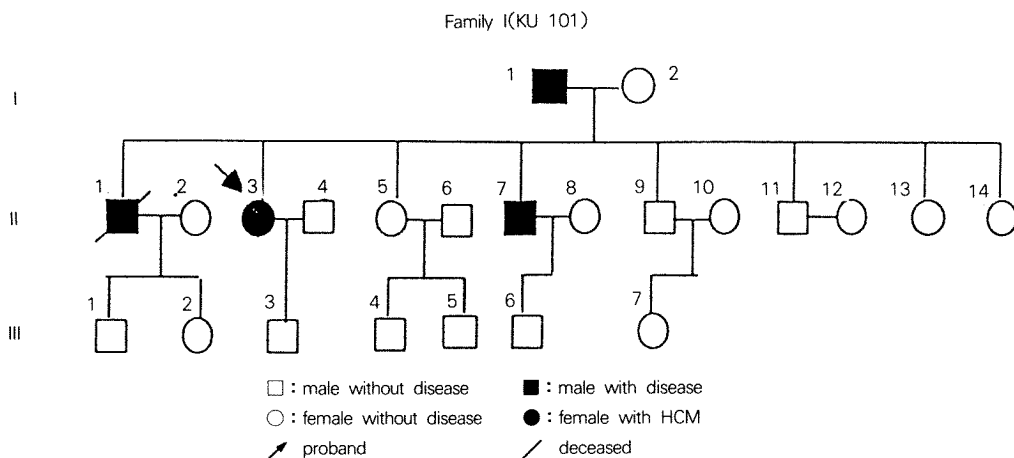 Family I(KU 101)
1 2
I
1 2 3 4 5 6 7 8 9 10 11 12 13 14
II
1 2 3 4 5 6 7
III
□ : male without disease ■ : male with disease
○ : female without disease ● : female with HCM
proband deceased